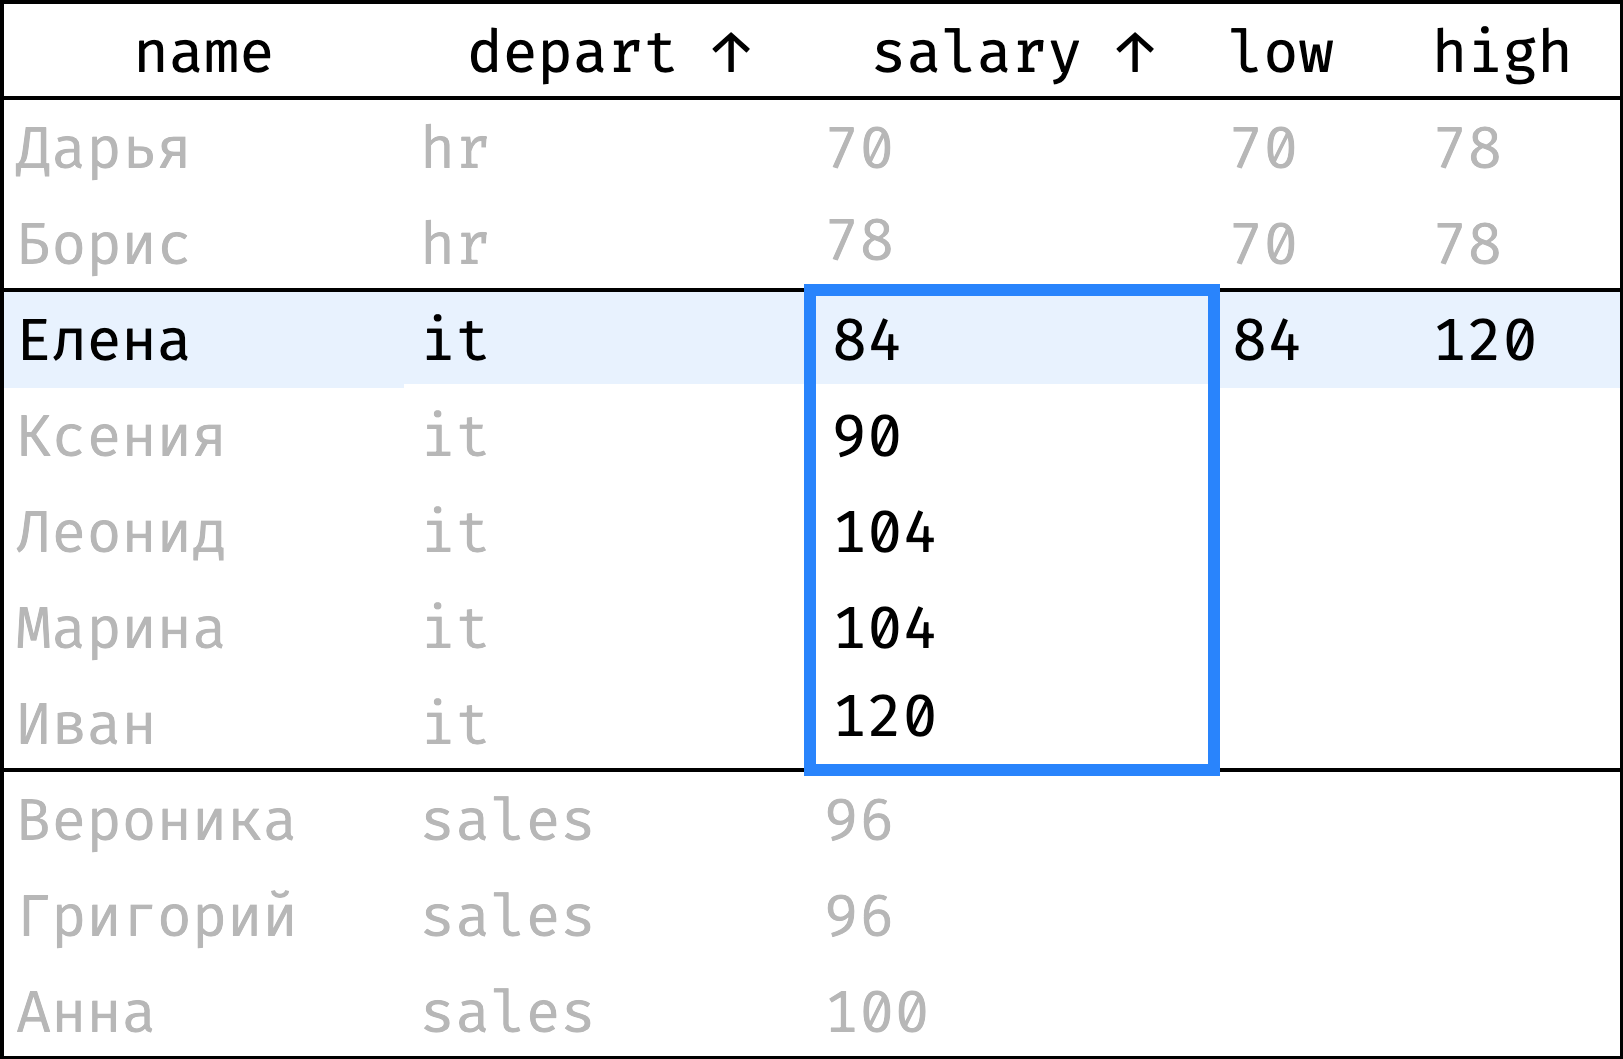 name depart ↑ salary ↑ low high
Дарья hr 70 70 78
Борис hr 78 70 78
Елена it 84 84 120
Ксения it 90
Леонид it 104
Марина it 104
Иван it 120
Вероника sales 96
Григорий sales 96
Анна sales 100